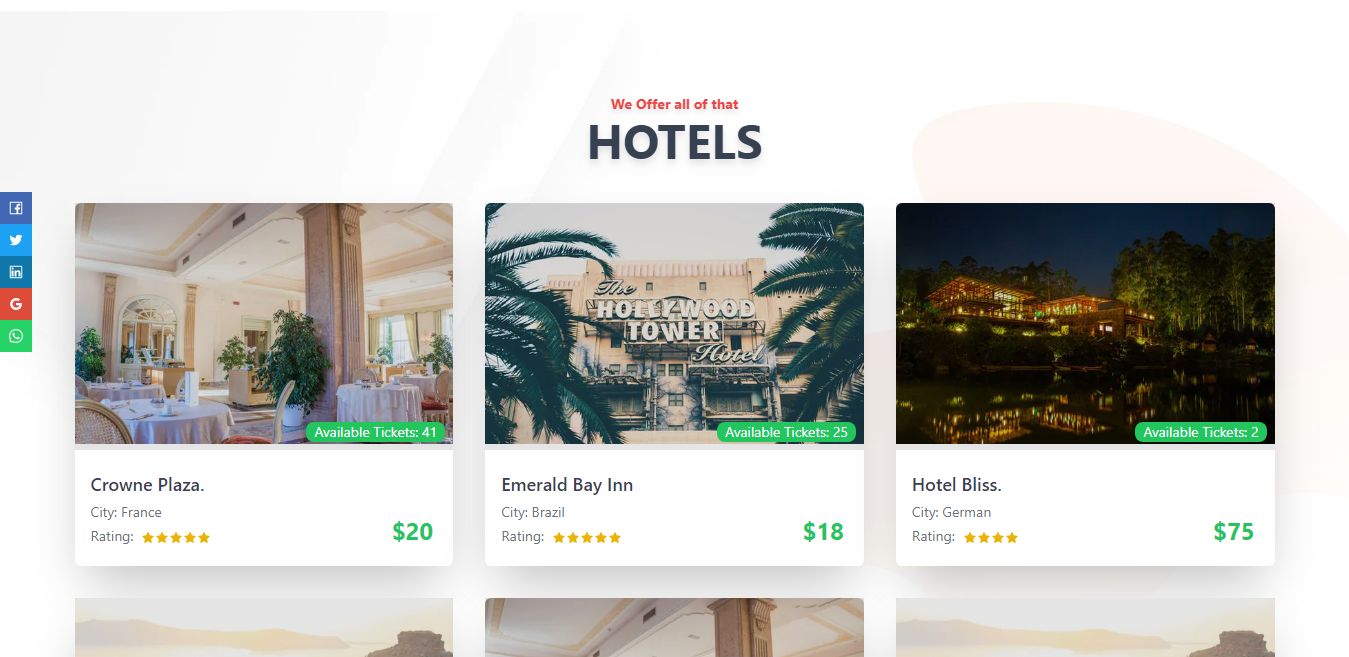 We Offer all of that
HOTELS
The
HOLLYWOOD
TOWER
Hotel
Available Tickets: 41
Available Tickets: 25
Available Tickets: 2
Crowne Plaza.
City: France
Rating:
$20
Emerald Bay Inn
City: Brazil
Rating:
$18
Hotel Bliss.
City: German
Rating:
$75